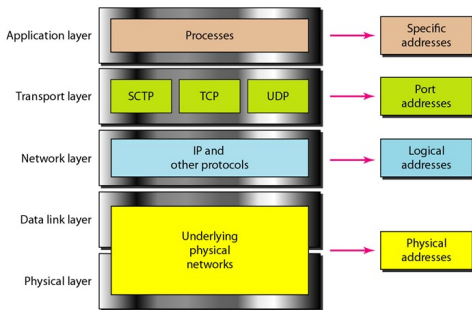 Application layer
Processes
Specific
addresses
Transport layer
SCTP
TCP
UDP
Port
addresses
Network layer
IP and
other protocols
Logical
addresses
Data link layer
Underlying
physical
networks
Physical
addresses
Physical layer